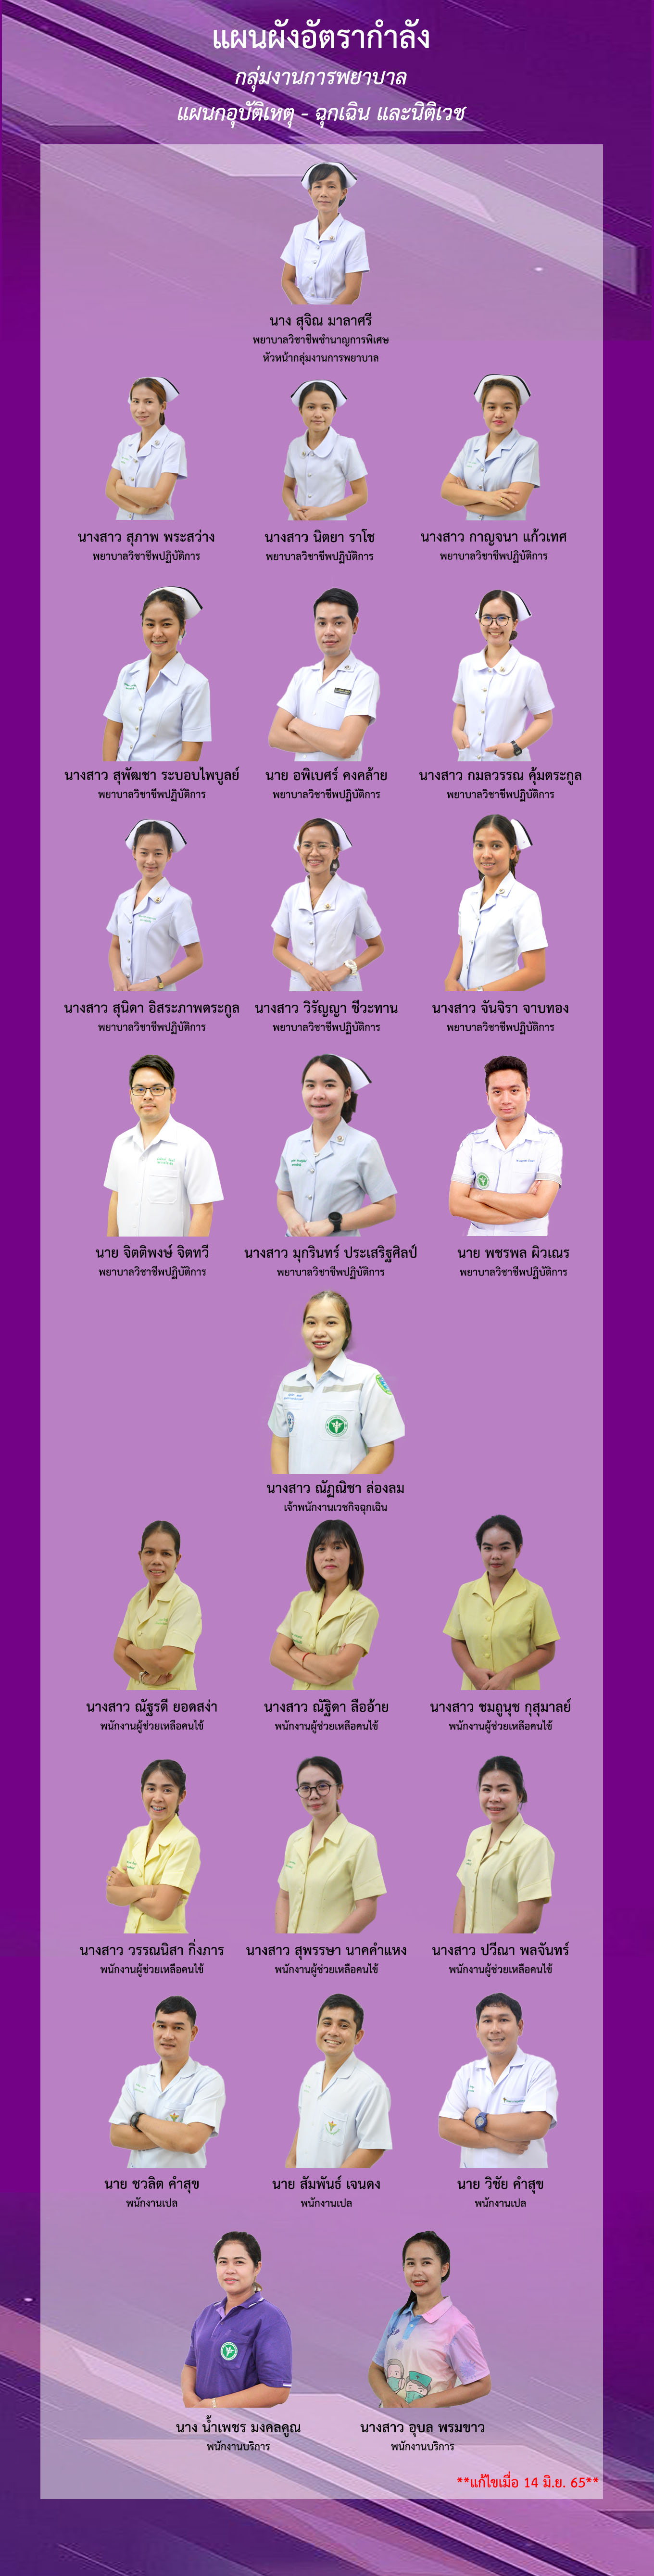 แผนผังอัตรากำลัง
กลุ่มงานการพยาบาล
แผนกอุบัติเหตุ - ฉุกเฉิน และนิติเวช
นาง สุจิณ มาลาศรี
พยาบาลวิชาชีพชำนาญการพิเศษ
หัวหน้ากลุ่มงานการพยาบาล
นางสาว สุภาพ พระสว่าง
พยาบาลวิชาชีพปฏิบัติการ
นางสาว นิตยา ราโช
พยาบาลวิชาชีพปฏิบัติการ
นางสาว กาญจนา แก้วเทศ
พยาบาลวิชาชีพปฏิบัติการ
นางสาว สุพัฒชา ระบอบไพบูลย์
พยาบาลวิชาชีพปฏิบัติการ
นาย อพิเบศร์ คงคล้าย
พยาบาลวิชาชีพปฏิบัติการ
นางสาว กมลวรรณ คุ้มตระกูล
พยาบาลวิชาชีพปฏิบัติการ
นางสาว สุนิดา อิสระภาพตระกูล
พยาบาลวิชาชีพปฏิบัติการ
นางสาว วิรัญญา ชีวะทาน
พยาบาลวิชาชีพปฏิบัติการ
นางสาว จันจิรา จาบทอง
พยาบาลวิชาชีพปฏิบัติการ
นาย จิตติพงษ์ จิตทวี
พยาบาลวิชาชีพปฏิบัติการ
นางสาว มุกรินทร์ ประเสริฐศิลป์
พยาบาลวิชาชีพปฏิบัติการ
นาย พชรพล ผิวเณร
พยาบาลวิชาชีพปฏิบัติการ
นางสาว ณัฏณิชา ล่องลม
เจ้าพนักงานเวชกิจฉุกเฉิน
นางสาว ณัฐรดี ยอดสง่า
พนักงานผู้ช่วยเหลือคนไข้
นางสาว ณัฐิดา ลืออ้าย
พนักงานผู้ช่วยเหลือคนไข้
นางสาว ชมถูนุช กุสุมาลย์
พนักงานผู้ช่วยเหลือคนไข้
นางสาว วรรณนิสา กิ่งภาร
พนักงานผู้ช่วยเหลือคนไข้
นางสาว สุพรรษา นาคคำแหง
พนักงานผู้ช่วยเหลือคนไข้
นางสาว ปวีณา พลจันทร์
พนักงานผู้ช่วยเหลือคนไข้
นาย ชวลิต คำสุข
พนักงานเปล
นาย สัมพันธ์ เจนดง
พนักงานเปล
นาย วิชัย คำสุข
พนักงานเปล
นาง น้ำเพชร มงคลคูณ
พนักงานบริการ
นางสาว อุบล พรมขาว
พนักงานบริการ
**แก้ไขเมื่อ 14 มิ.ย. 65**